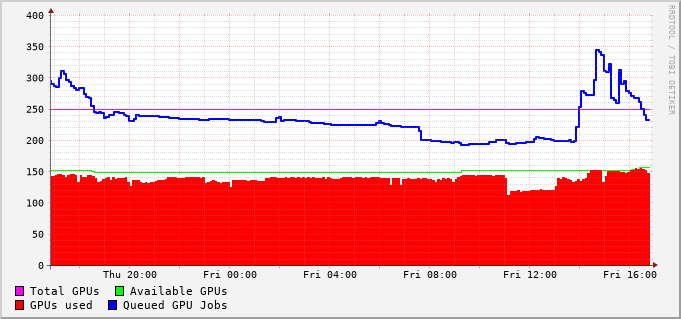 400
350
300
250
200
150
100
50
0
Thu 20:00 Fri 00:00 Fri 04:00 Fri 08:00 Fri 12:00 Fri 16:00
Total GPUs Available GPUs
GPUs used Queued GPU Jobs
RRDTOOL / TOBI OETIKER